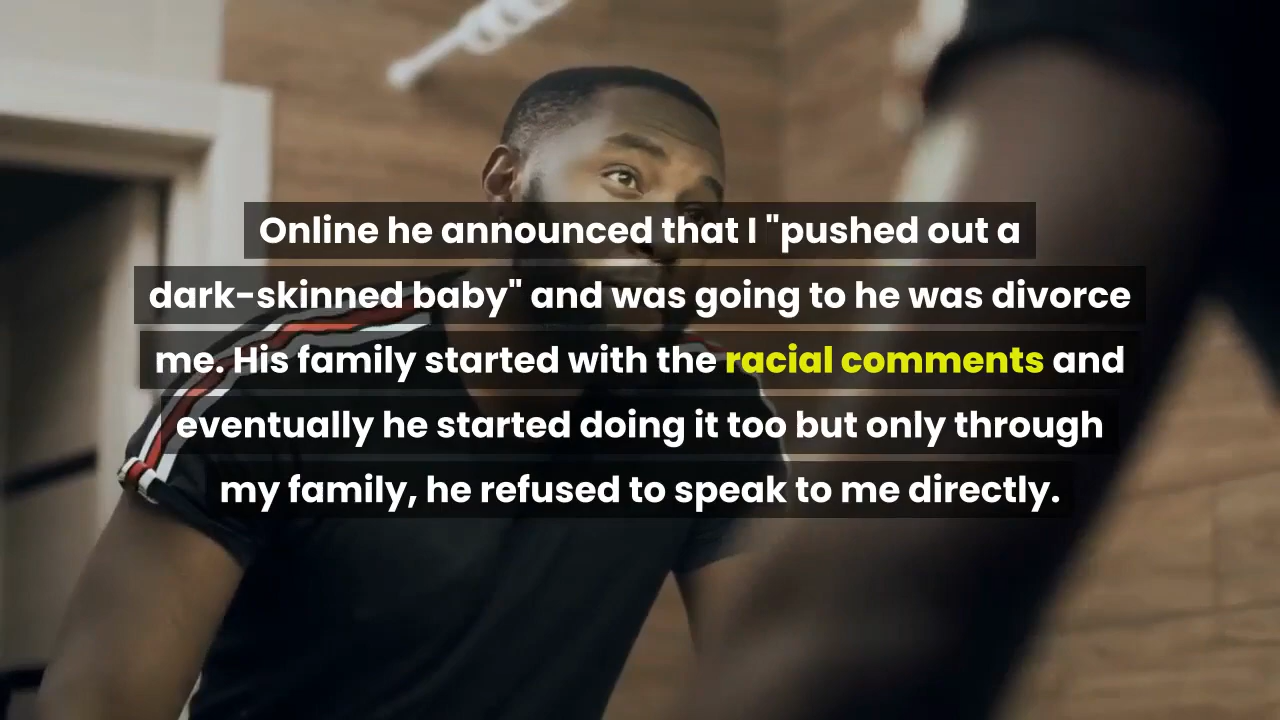 Online he announced that I "pushed out a
dark-skinned baby" and was going to he was divorce
me. His family started with the racial comments and
eventually he started doing it too but only through
my family, he refused to speak to me directly.